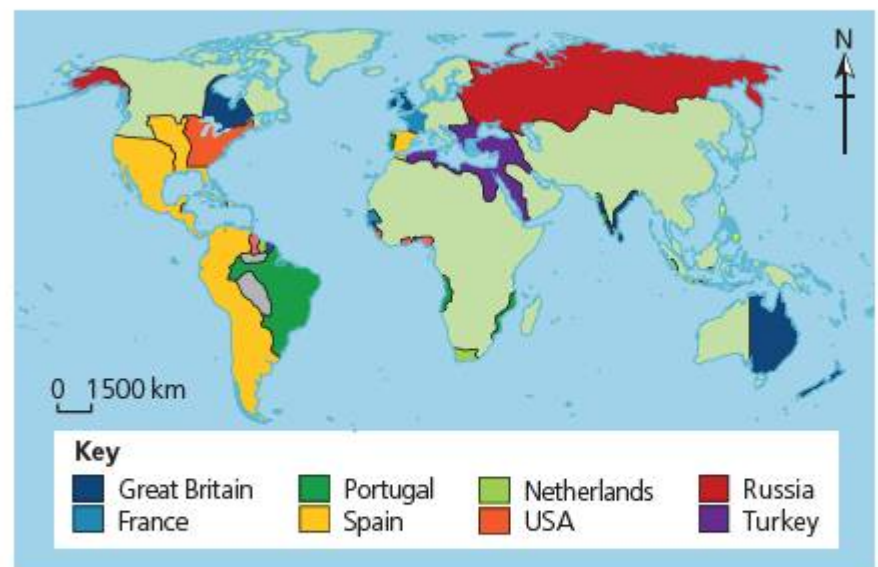 N
0 1500 km
Key
Great Britain Portugal Netherlands Russia
France Spain USA Turkey